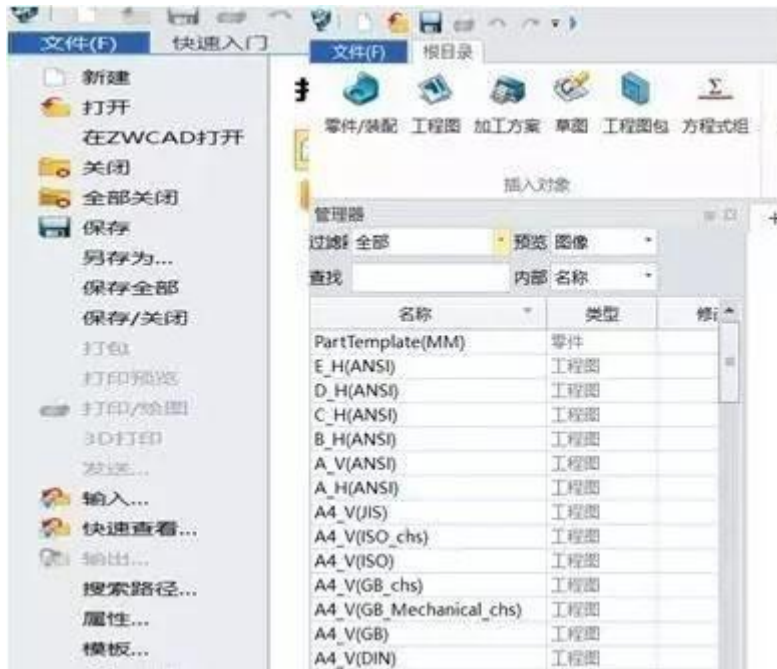 文件(F) 快速入门
新建
打开
在ZWCAD打开
关闭
全部关闭
保存
另存为...
保存全部
保存/关闭
打包
打印预览
打印/绘图
3D打印
发送...
输入...
快速查看...
输出...
搜索路径...
属性...
模板...
文件(F) 根目录
零件/装配 工程图 加工方案 草图 工程图包 方程式组
插入对象
管理器
过滤 全部 预览 图像
查找 内部 名称
名称 类型
PartTemplate(MM) 零件
E_H(ANSI) 工程图
D_H(ANSI) 工程图
C_H(ANSI) 工程图
B_H(ANSI) 工程图
A_V(ANSI) 工程图
A_H(ANSI) 工程图
A4_V(JIS) 工程图
A4_V(ISO_chs) 工程图
A4_V(ISO) 工程图
A4_V(GB_chs) 工程图
A4_V(GB_Mechanical_chs) 工程图
A4_V(GB) 工程图
A4_V(DIN) 工程图